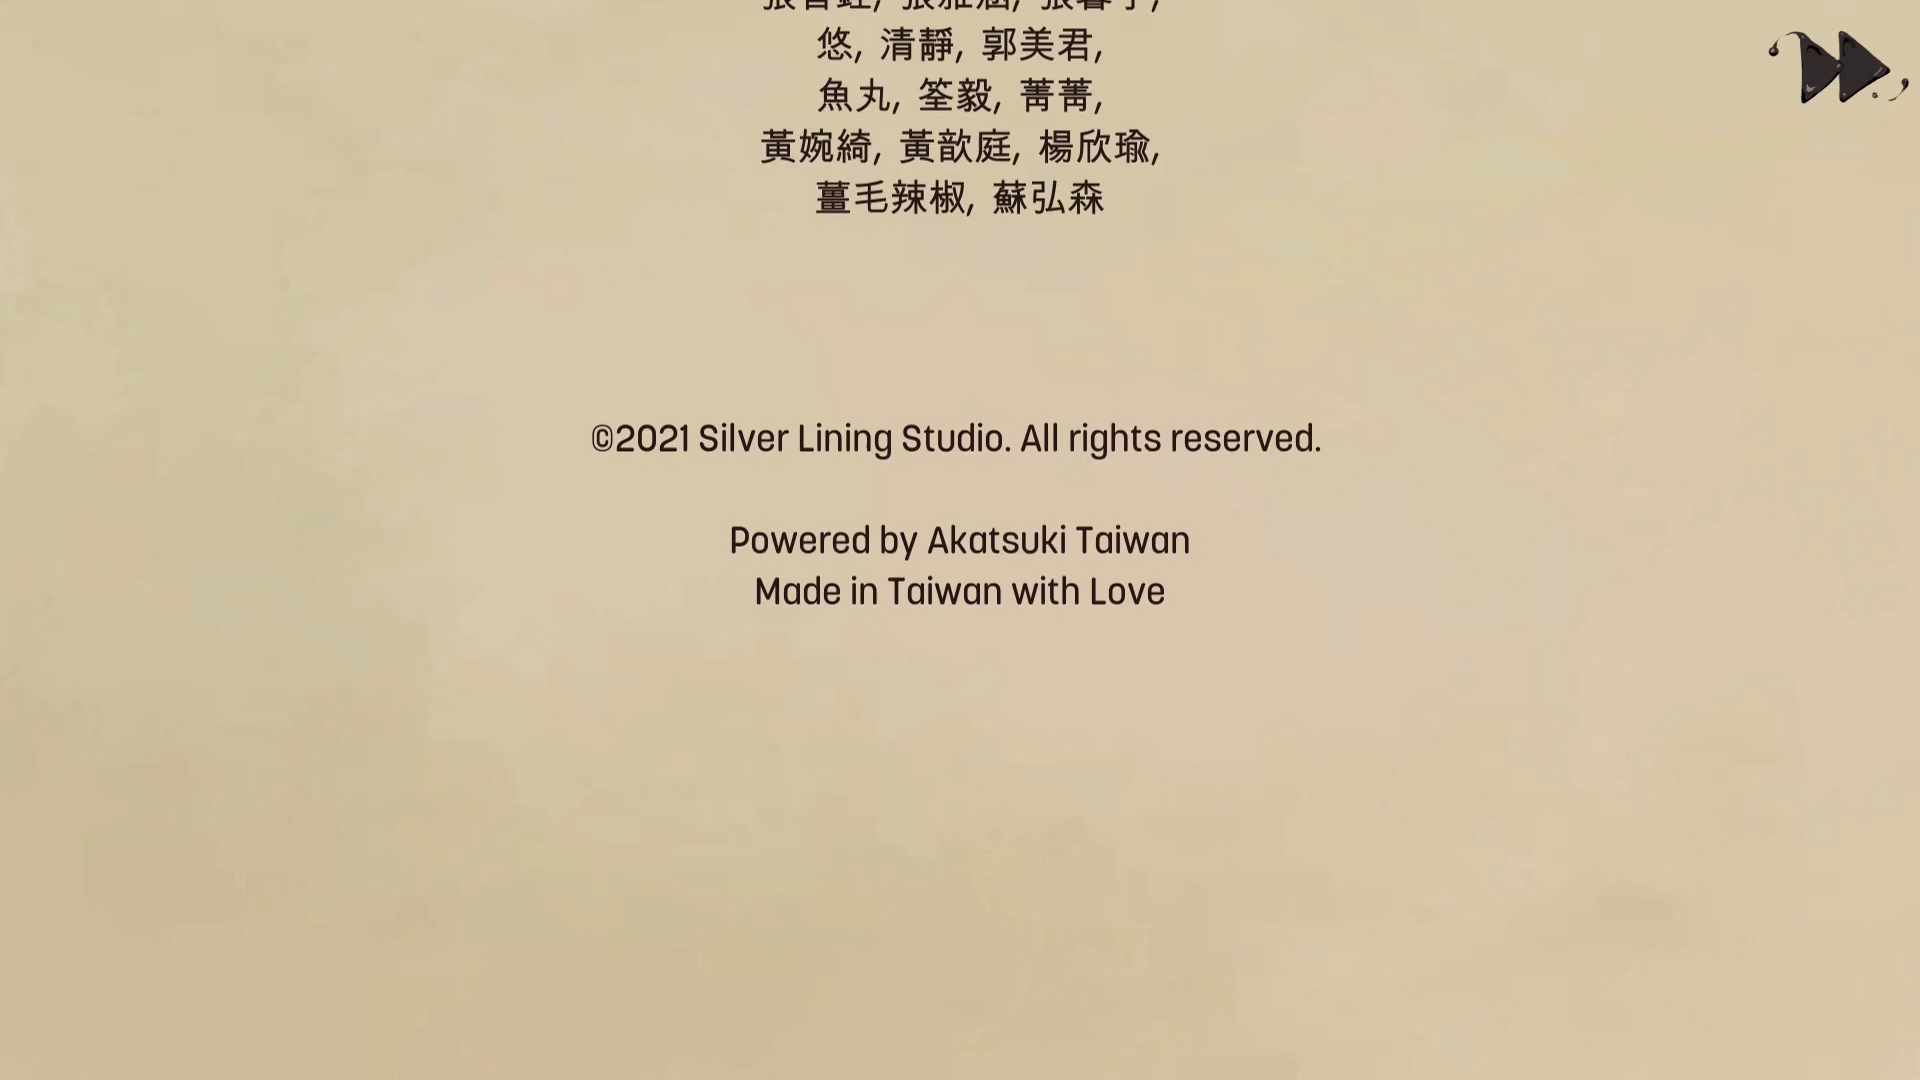 悠, 清靜, 郭美君,
魚丸, 筌毅, 菁菁,
黃婉綺, 黃歆庭, 楊欣瑜,
薑毛辣椒, 蘇弘森
©2021 Silver Lining Studio. All rights reserved.
Powered by Akatsuki Taiwan
Made in Taiwan with Love